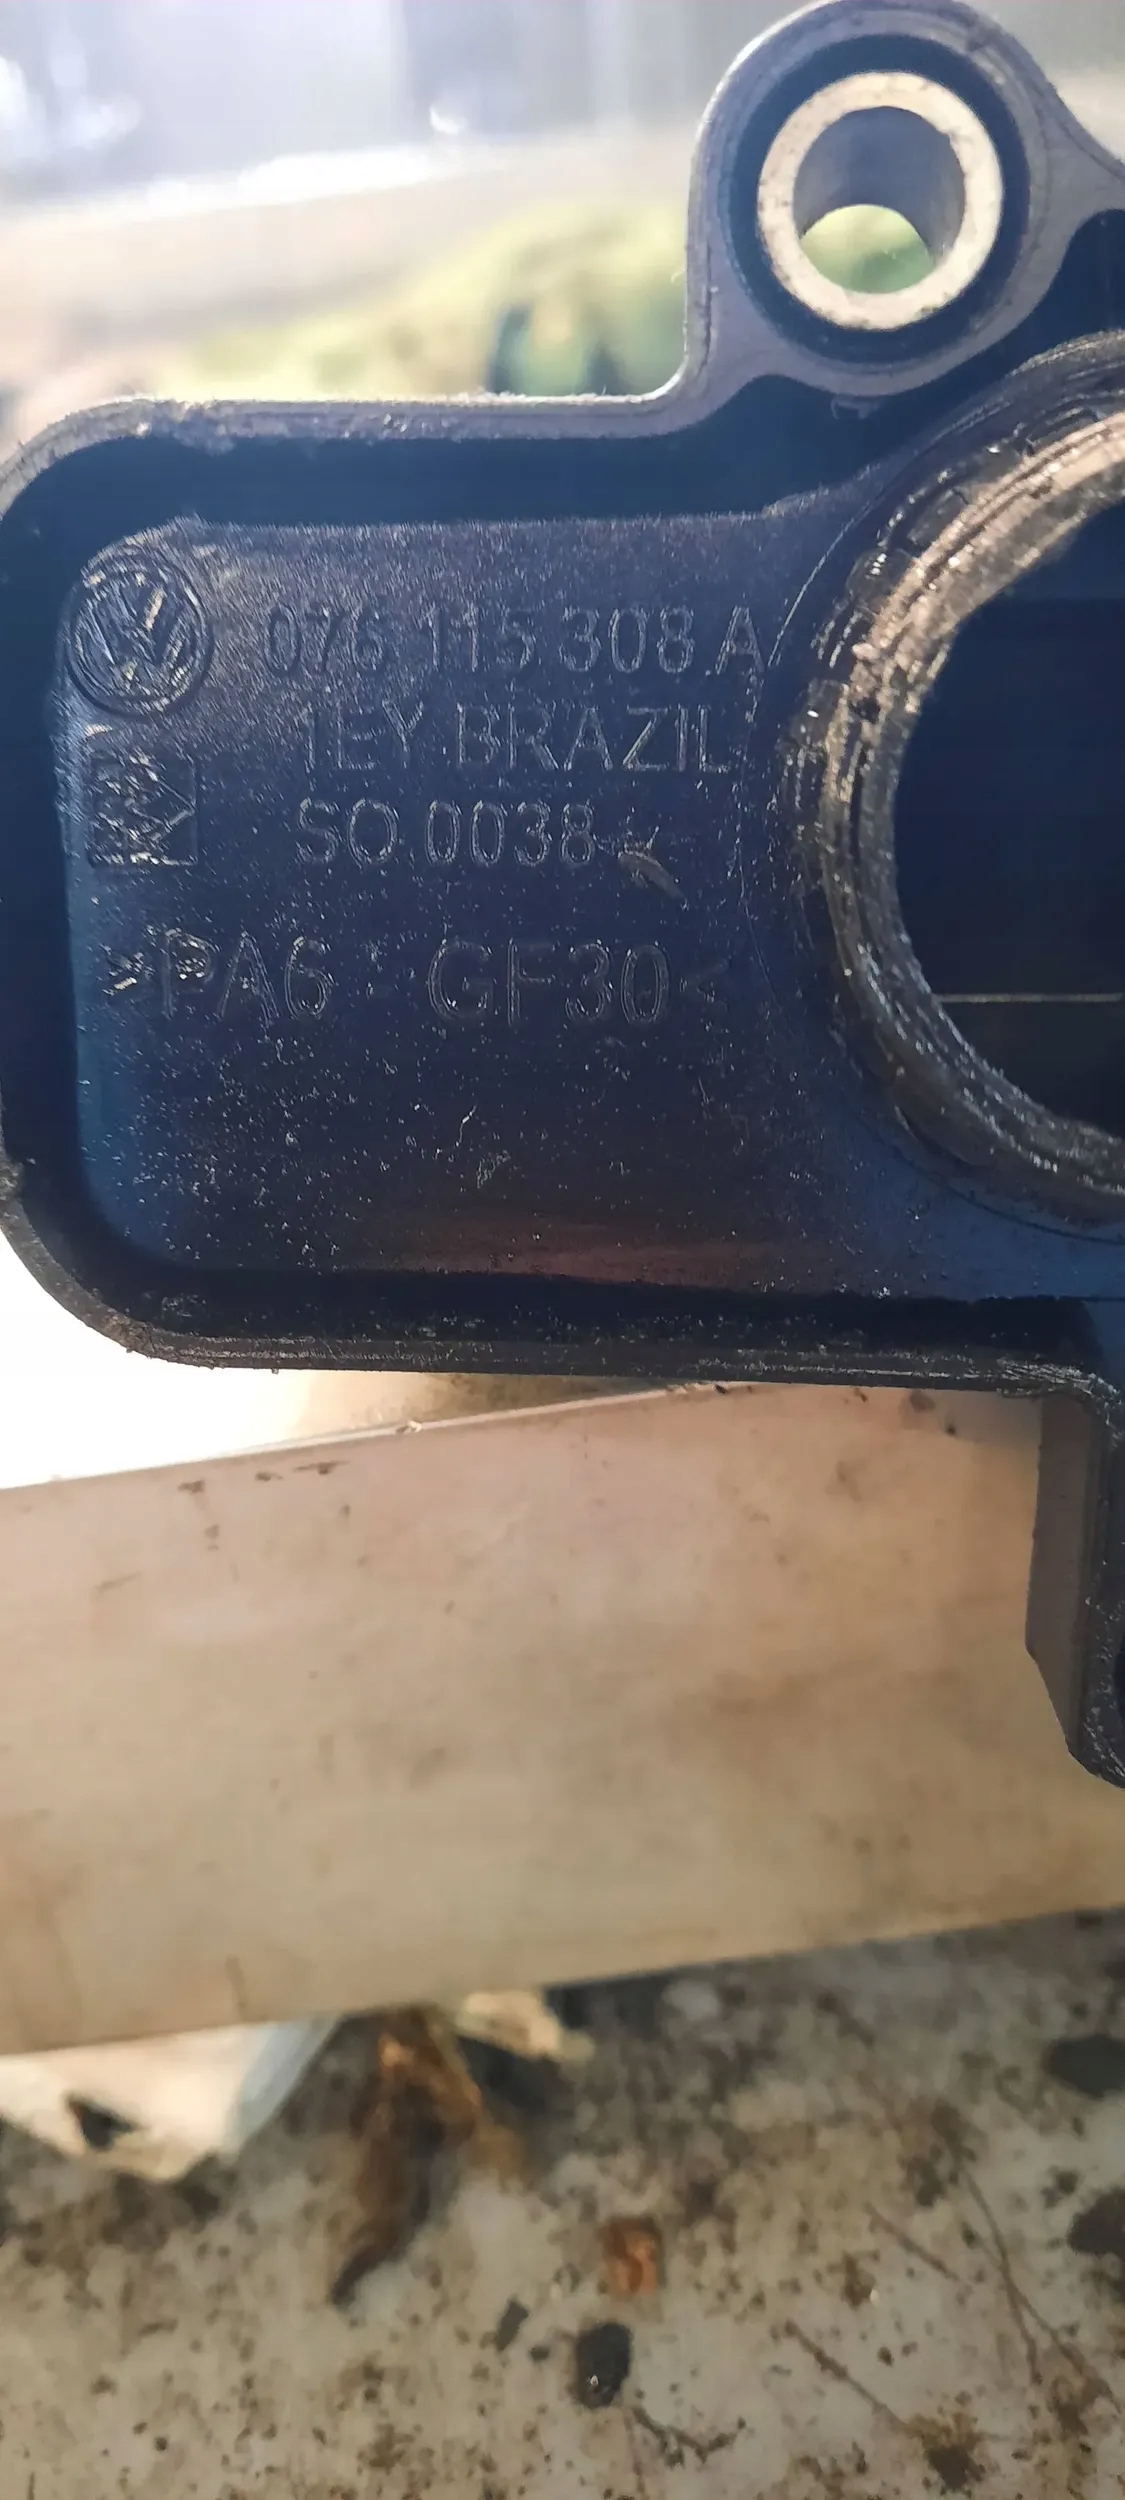 076 115 308 A
1EY BRAZIL
SO 0038
>PA6 - GF30<